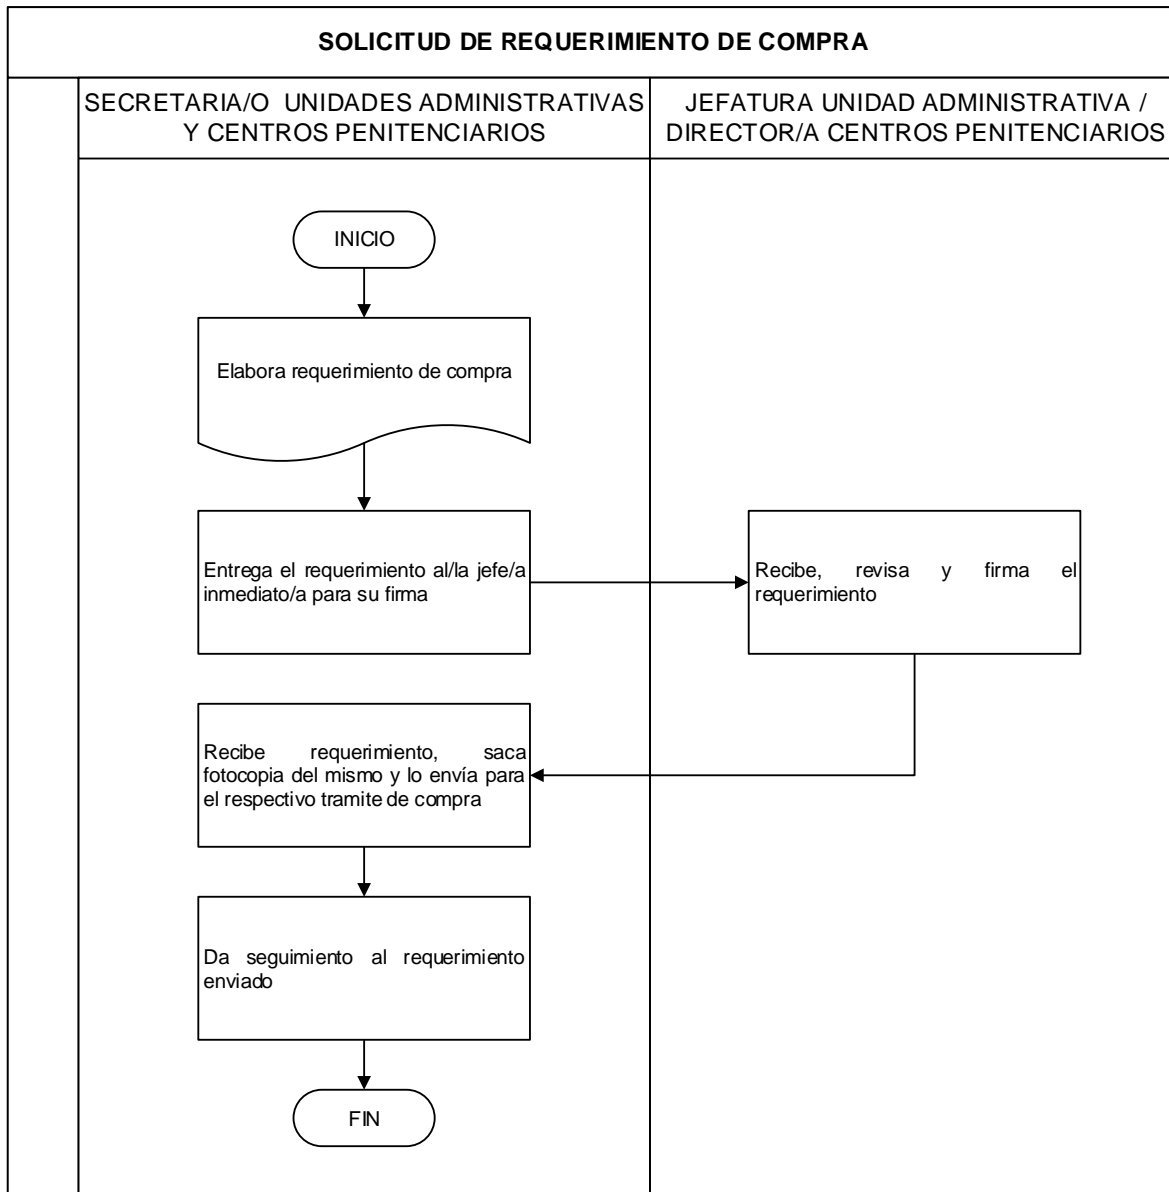 SOLICITUD DE REQUERIMIENTO DE COMPRA
SECRETARIA/O UNIDADES ADMINISTRATIVAS
Y CENTROS PENITENCIARIOS
JEFATURA UNIDAD ADMINISTRATIVA /
DIRECTOR/A CENTROS PENITENCIARIOS
INICIO
Elabora requerimiento de compra
Entrega el requerimiento al/la jefe/a
inmediato/a para su firma
Recibe, revisa y firma el
requerimiento
Recibe requerimiento, saca
fotocopia del mismo y lo envía para
el respectivo tramite de compra
Da seguimiento al requerimiento
enviado
FIN